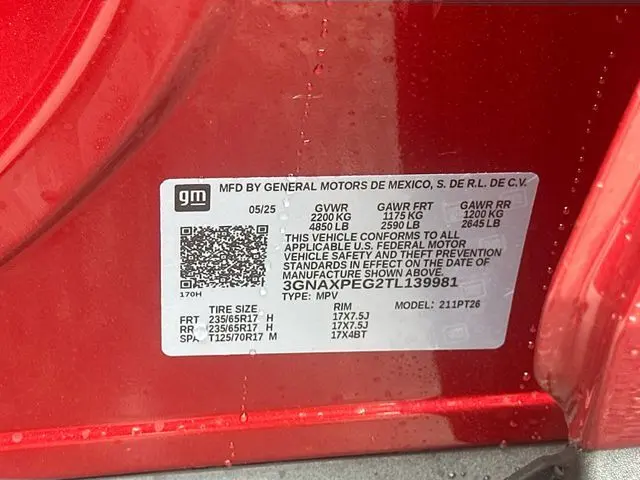 gm
MFD BY GENERAL MOTORS DE MEXICO, S. DE R.L. DE C.V.
05/25 GVWR GAWR FRT GAWR RR
2200 KG 1175 KG 1200 KG
4850 LB 2590 LB 2645 LB
THIS VEHICLE CONFORMS TO ALL
APPLICABLE U.S. FEDERAL MOTOR
VEHICLE SAFETY AND THEFT PREVENTION
STANDARDS IN EFFECT ON THE DATE OF
MANUFACTURE SHOWN ABOVE.
3GNAXPEG2TL139981
170H
TYPE: MPV MODEL: 211PT26
TIRE SIZE RIM
FRT 235/65R17 H 17X7.5J
RR 235/65R17 H 17X7.5J
SPA T125/70R17 M 17X4BT